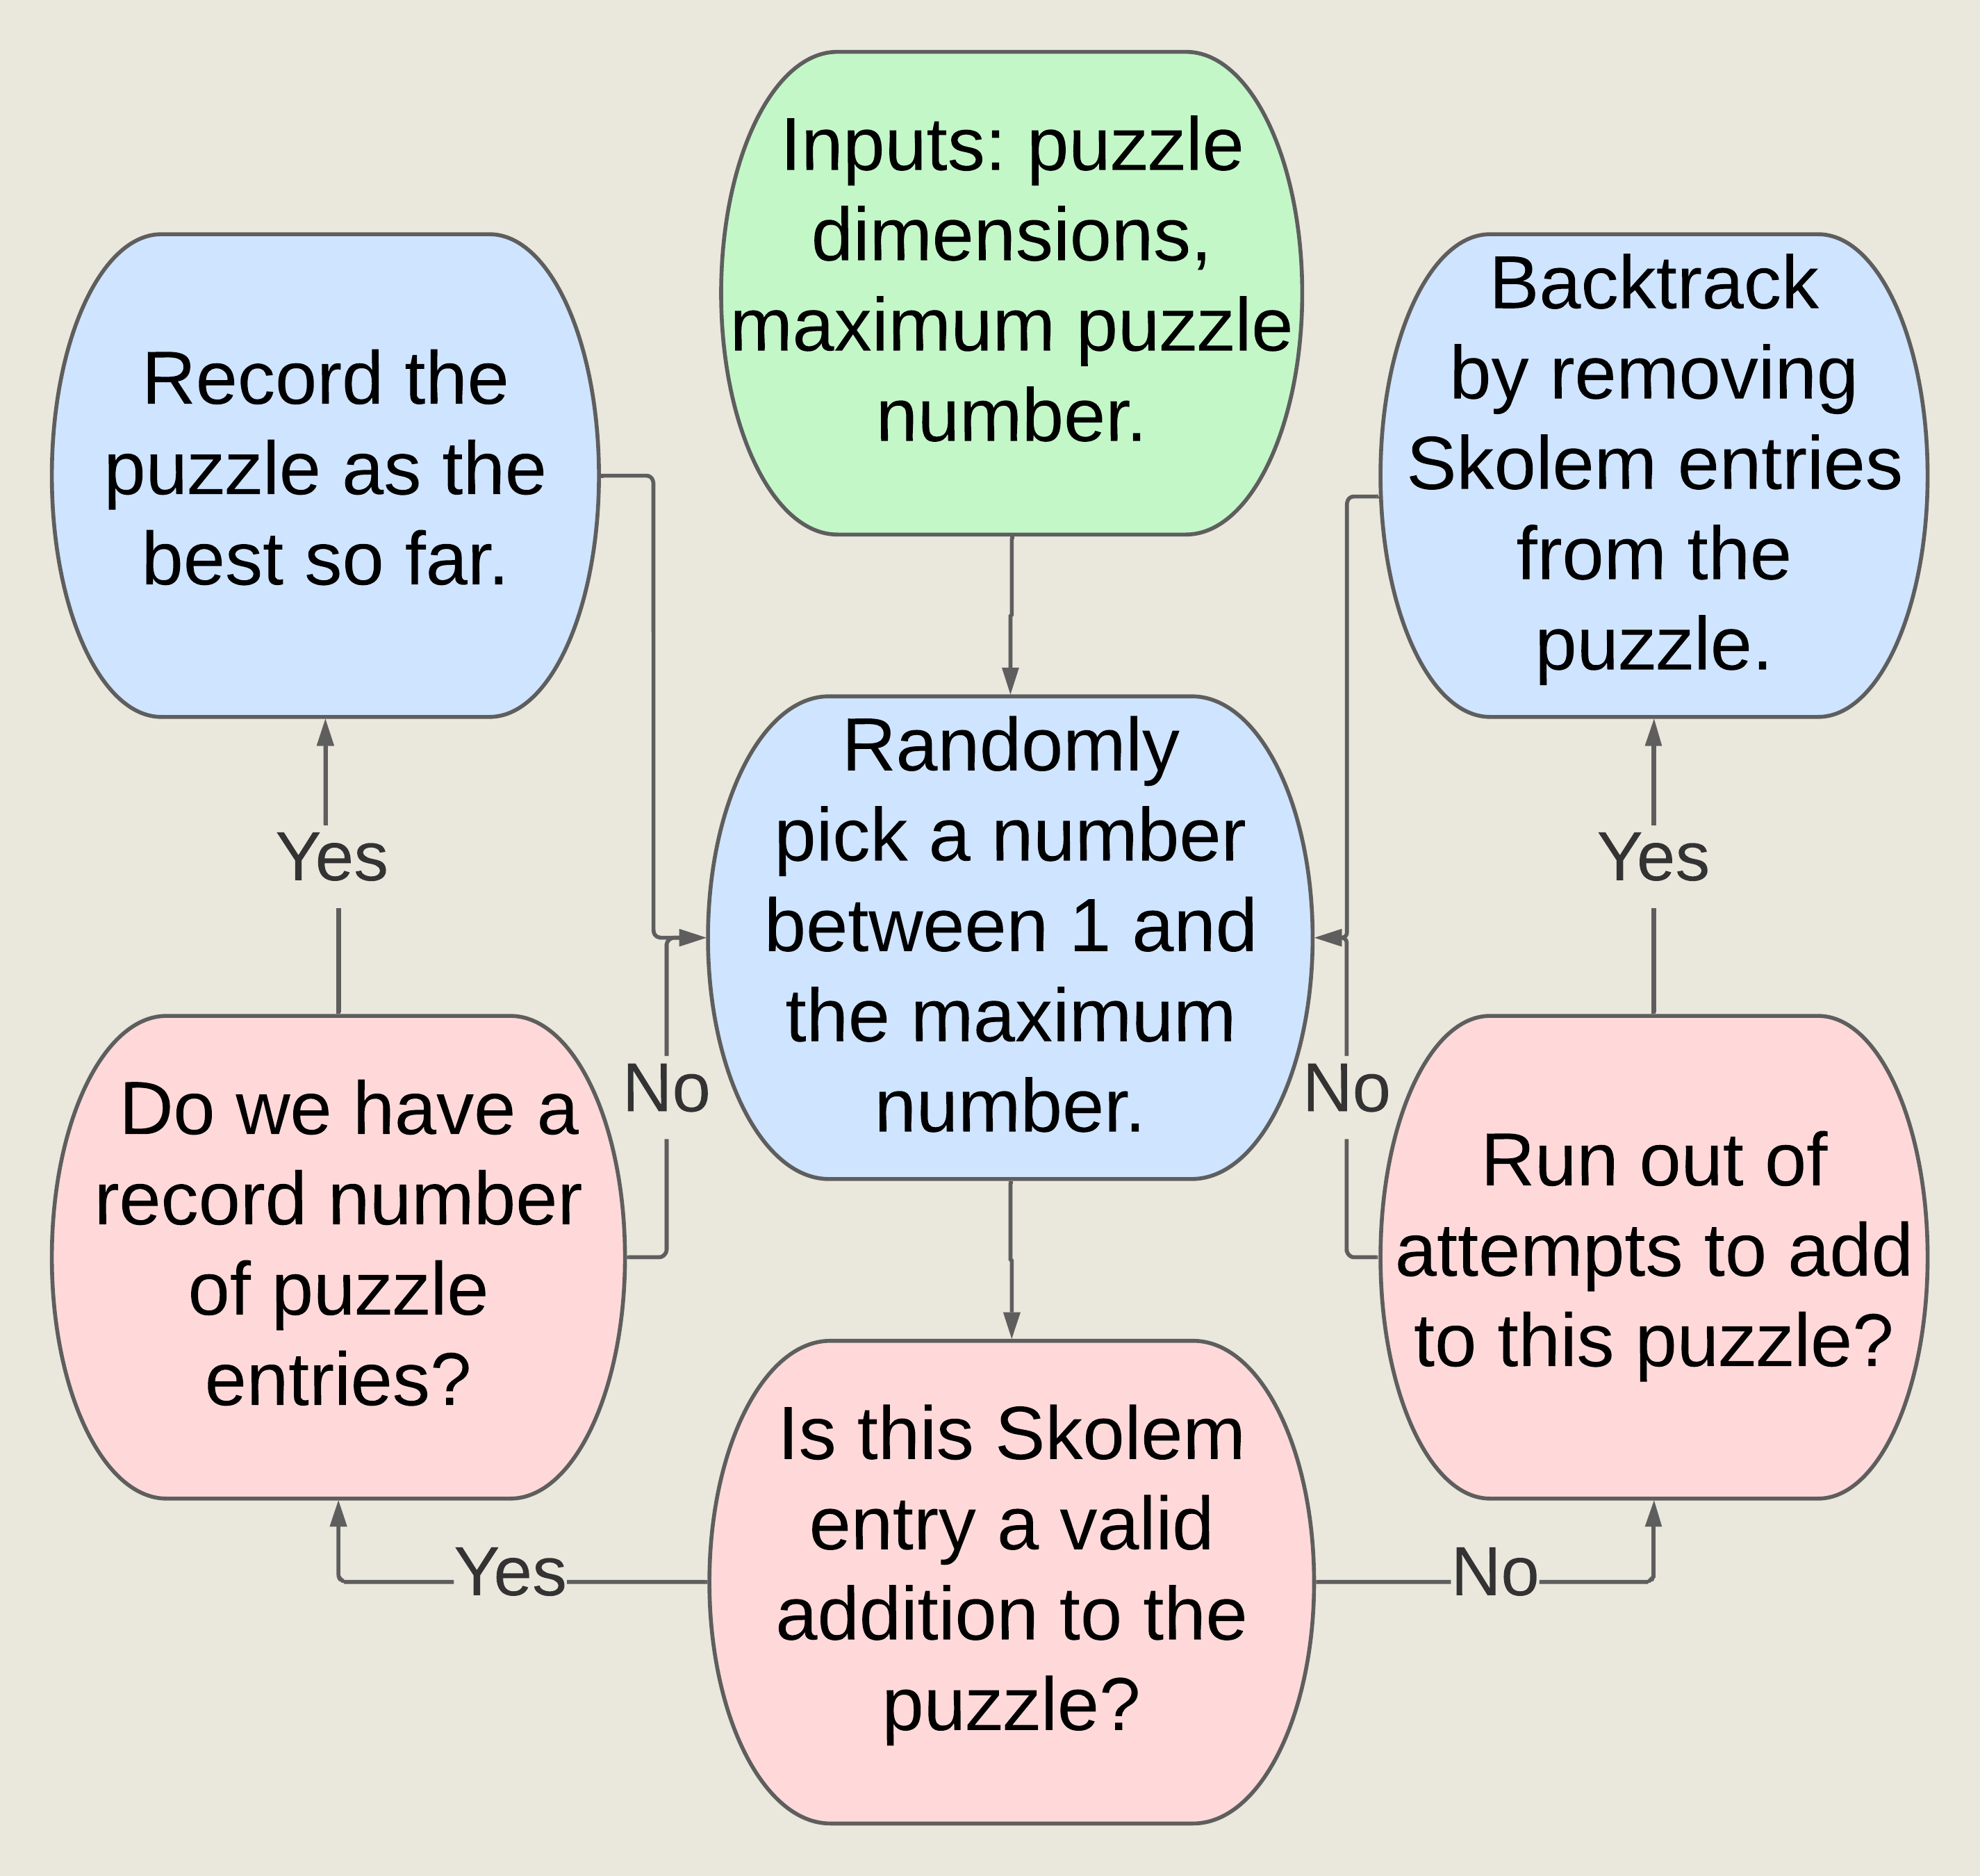 Inputs: puzzle
dimensions,
maximum puzzle
number.
Record the
puzzle as the
best so far.
Backtrack
by removing
Skolem entries
from the
puzzle.
Randomly
pick a number
between 1 and
the maximum
number.
Yes
Yes
No
No
Do we have a
record number
of puzzle
entries?
Run out of
attempts to add
to this puzzle?
Is this Skolem
entry a valid
addition to the
puzzle?
Yes
No